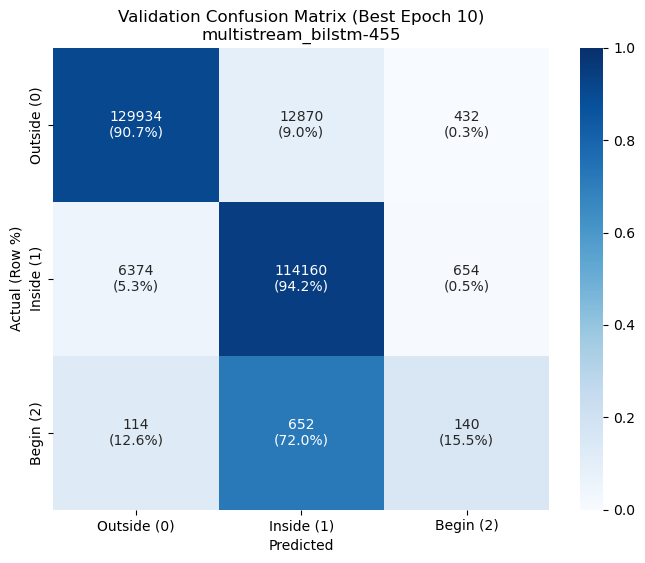 Validation Confusion Matrix (Best Epoch 10)
multistream_bilstm-455
Actual (Row %)
Outside (0)
129934 12870 432
(90.7%) (9.0%) (0.3%)
Inside (1)
6374 114160 654
(5.3%) (94.2%) (0.5%)
Begin (2)
114 652 140
(12.6%) (72.0%) (15.5%)
Outside (0) Inside (1) Begin (2)
Predicted
1.0
0.8
0.6
0.4
0.2
0.0